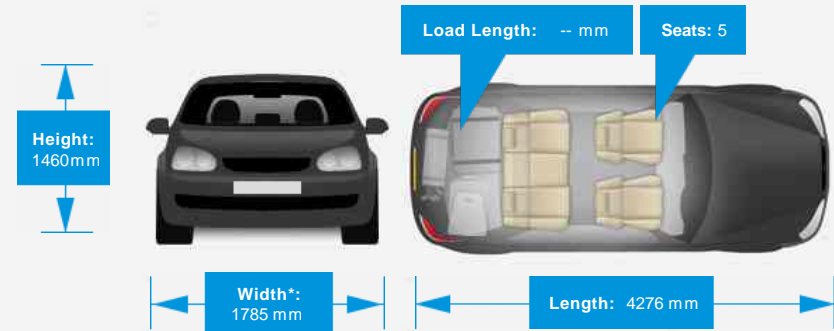 Load Length: -- mm
Seats: 5
Height:
1460mm
Width*:
1785 mm
Length: 4276 mm